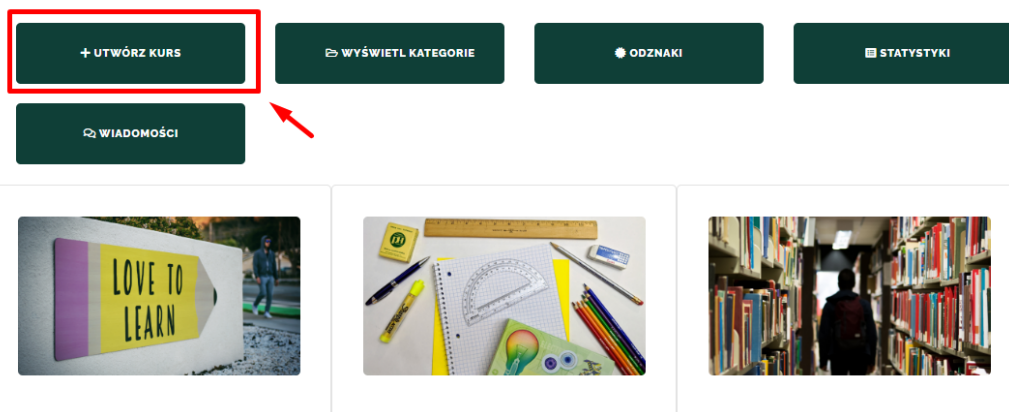 UTWÓRZ KURS
WYŚWIETL KATEGORIE
ODZNAKI
STATYSTYKI
WIADOMOŚCI
LOVE TO
LEARN